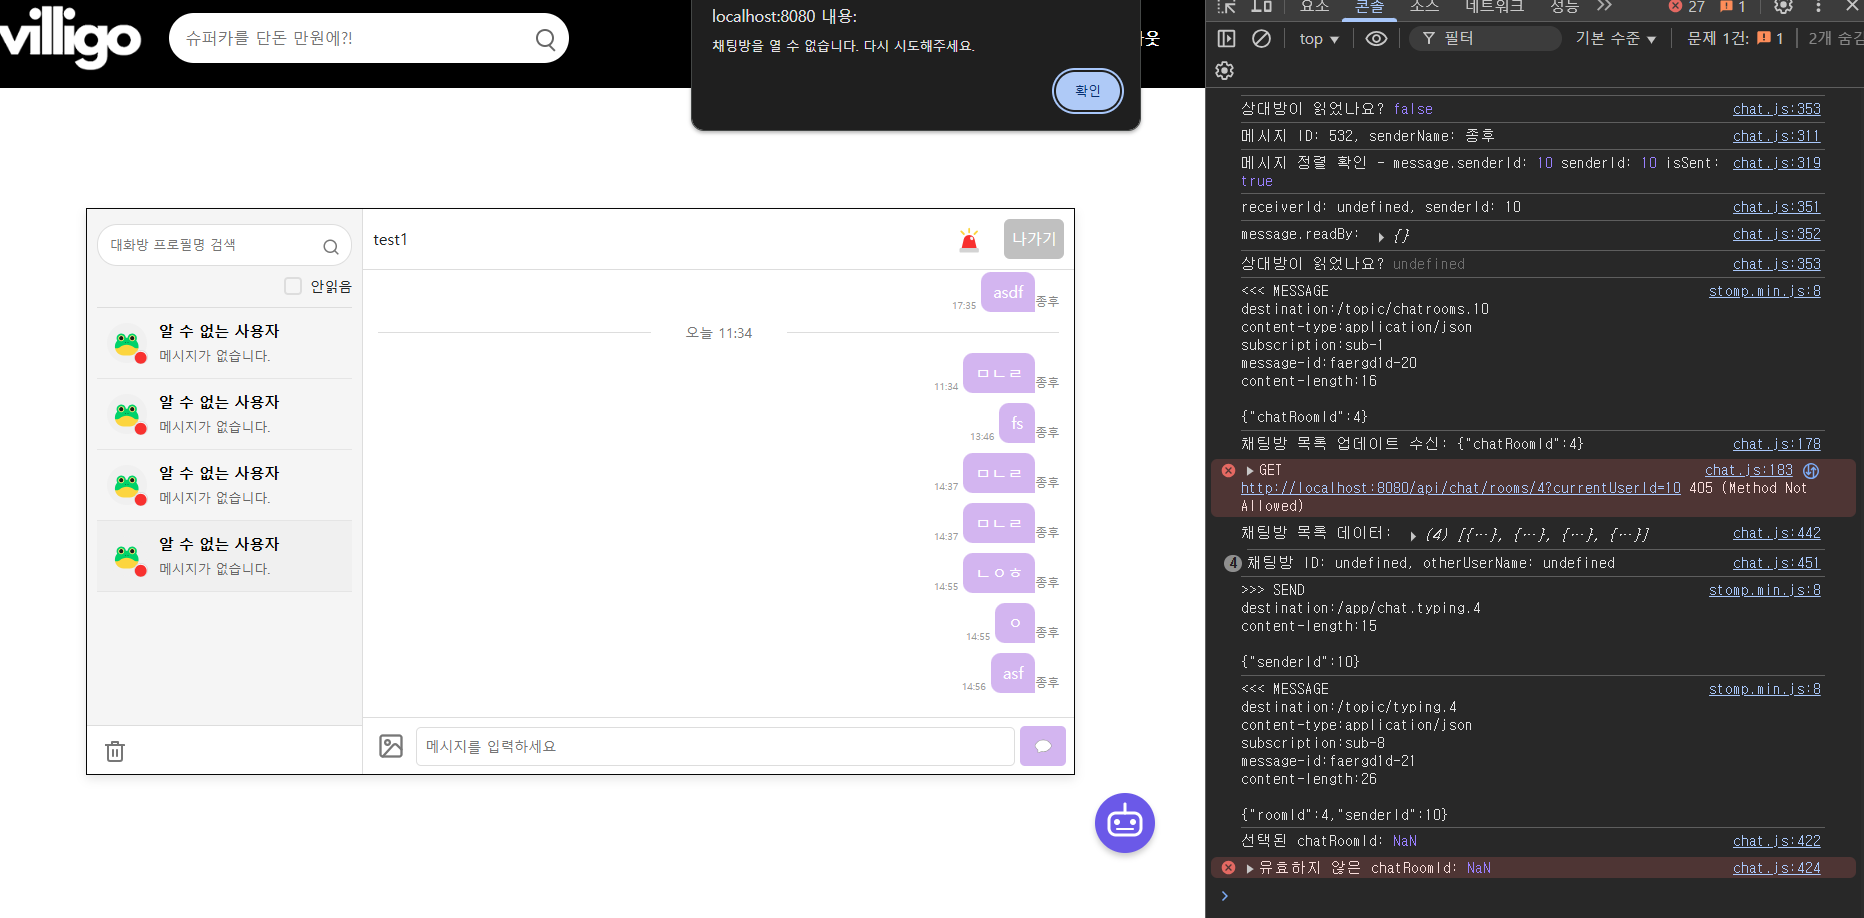 villigo
슈퍼카를 단돈 만원에?!
localhost:8080 내용:
채팅방을 열 수 없습니다. 다시 시도해주세요.
확인
웃
대화방 프로필명 검색
안읽음
알 수 없는 사용자
메시지가 없습니다.
알 수 없는 사용자
메시지가 없습니다.
알 수 없는 사용자
메시지가 없습니다.
알 수 없는 사용자
메시지가 없습니다.
test1
나가기
17:35 asdf 종후
오늘 11:34
11:34 ㅁㄴㄹ 종후
13:46 fs 종후
14:37 ㅁㄴㄹ 종후
14:37 ㅁㄴㄹ 종후
14:55 ㄴㅇㅎ 종후
14:55 ㅇ 종후
14:56 asf 종후
메시지를 입력하세요
요소 콘솔 소스 네트워크 성능 27 1
top 필터 기본 수준 문제 1건: 1 2개 숨김
상대방이 읽었나요? false chat.js:353
메시지 ID: 532, senderName: 종후 chat.js:311
메시지 정렬 확인 - message.senderId: 10 senderId: 10 isSent: chat.js:319
true
receiverId: undefined, senderId: 10 chat.js:351
message.readBy: ▶ {} chat.js:352
상대방이 읽었나요? undefined chat.js:353
<<< MESSAGE stomp.min.js:8
destination:/topic/chatrooms.10
content-type:application/json
subscription:sub-1
message-id:faergd1d-20
content-length:16
{"chatRoomId":4}
채팅방 목록 업데이트 수신: {"chatRoomId":4} chat.js:178
▶ GET chat.js:183
http://localhost:8080/api/chat/rooms/4?currentUserId=10 405 (Method Not
Allowed)
채팅방 목록 데이터: ▶ (4) [{…}, {…}, {…}, {…}] chat.js:442
4 채팅방 ID: undefined, otherUserName: undefined chat.js:451
>>> SEND stomp.min.js:8
destination:/app/chat.typing.4
content-length:15
{"senderId":10}
<<< MESSAGE stomp.min.js:8
destination:/topic/typing.4
content-type:application/json
subscription:sub-8
message-id:faergd1d-21
content-length:26
{"roomId":4,"senderId":10}
선택된 chatRoomId: NaN chat.js:422
▶ 유효하지 않은 chatRoomId: NaN chat.js:424